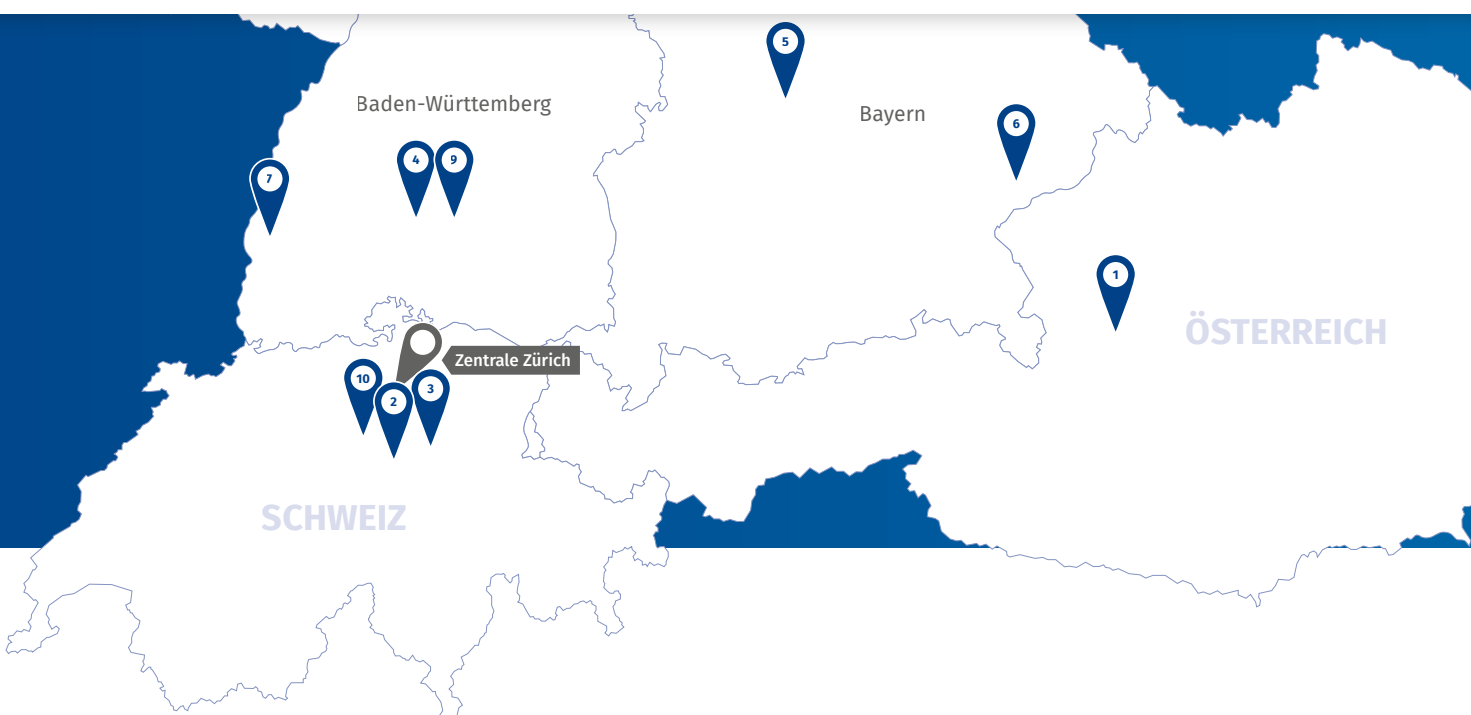 5
Baden-Württemberg
Bayern
6
4
9
7
1
ÖSTERREICH
Zentrale Zürich
10
3
2
SCHWEIZ